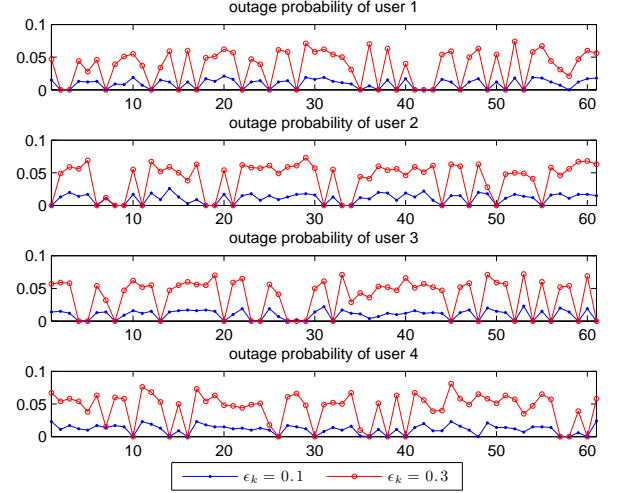 outage probability of user 1
0.1
0.05
0
10 20 30 40 50 60
outage probability of user 2
0.1
0.05
0
10 20 30 40 50 60
outage probability of user 3
0.1
0.05
0
10 20 30 40 50 60
outage probability of user 4
0.1
0.05
0
10 20 30 40 50 60
ϵk = 0.1 ϵk = 0.3